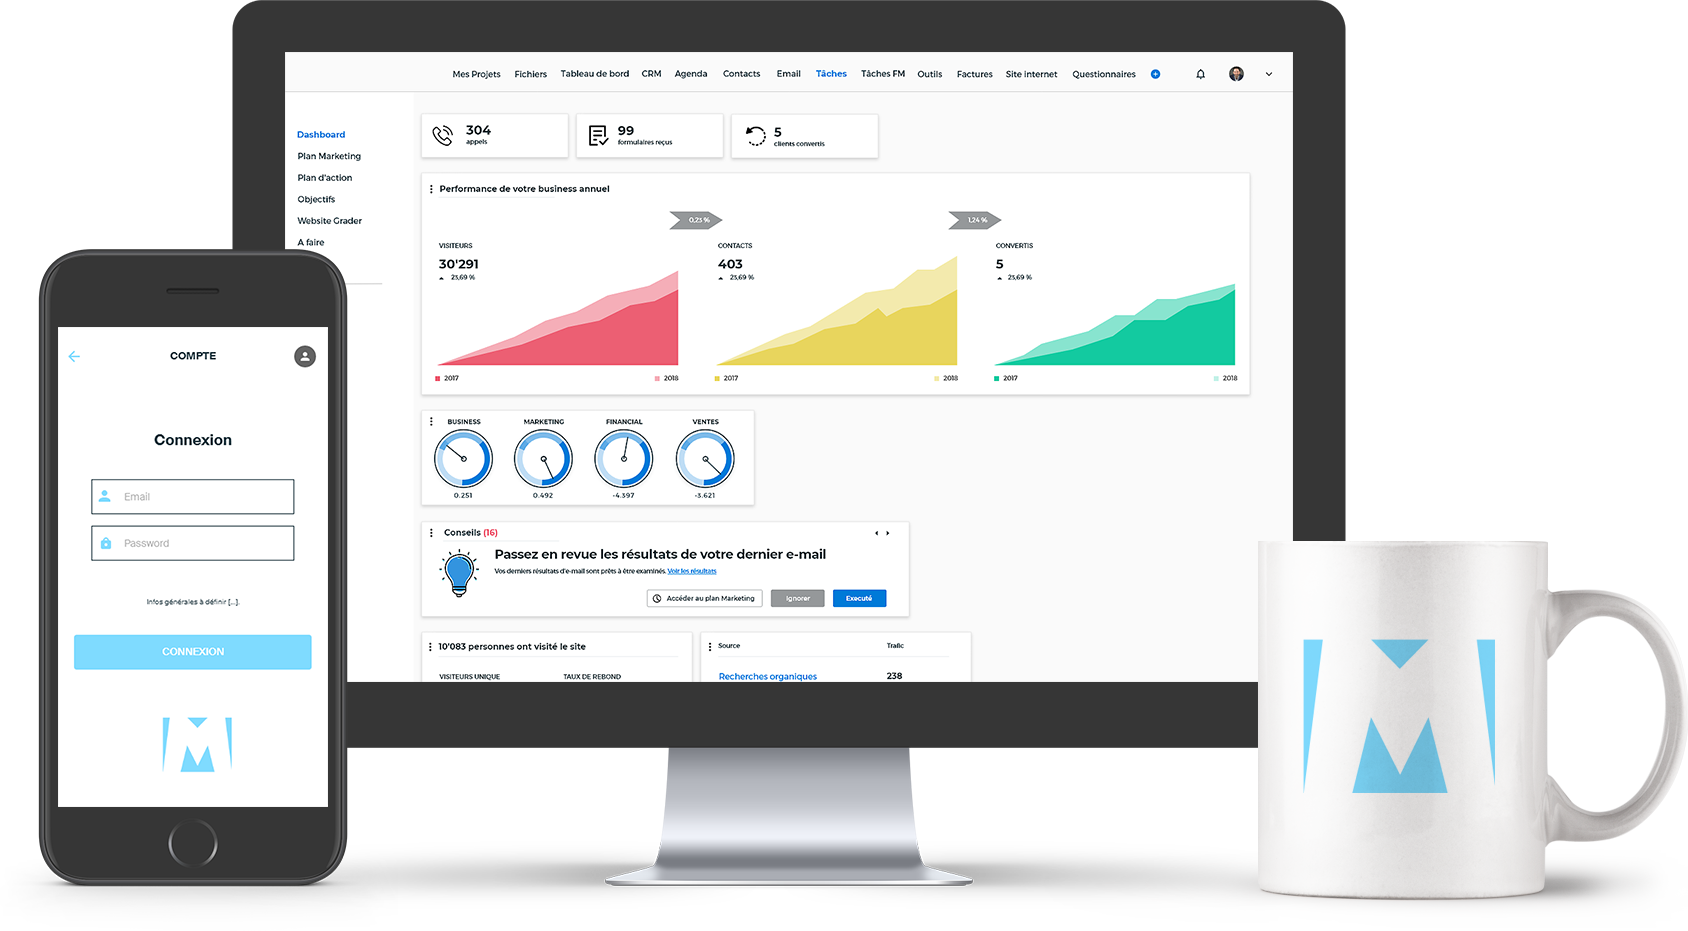 Mes Projets Fichiers Tableau de bord CRM Agenda Contacts Email Tâches Tâches FM Outils Factures Site internet Questionnaires
Dashboard
Plan Marketing
Plan d'action
Objectifs
Website Grader
A faire
304
appels
99
formulaires reçus
5
clients convertis
Performance de votre business annuel
0,23 % 1,24 %
VISITEURS CONTACTS CONVERTIS
30'291 403 5
23,69 % 23,69 % 23,69 %
2017 2018 2017 2018 2017 2018
BUSINESS MARKETING FINANCIAL VENTES
0.251 0.492 -4.397 -3.621
Conseils (16)
Passez en revue les résultats de votre dernier e-mail
Vos derniers résultats d'e-mail sont prêts à être examinés. Voir les résultats
Accéder au plan Marketing Ignorer Executé
10'083 personnes ont visité le site
VISITEURS UNIQUE TAUX DE REBOND
Source Trafic
Recherches organiques 238
COMPTE
Connexion
Email
Password
Infos générales à définir [...].
CONNEXION